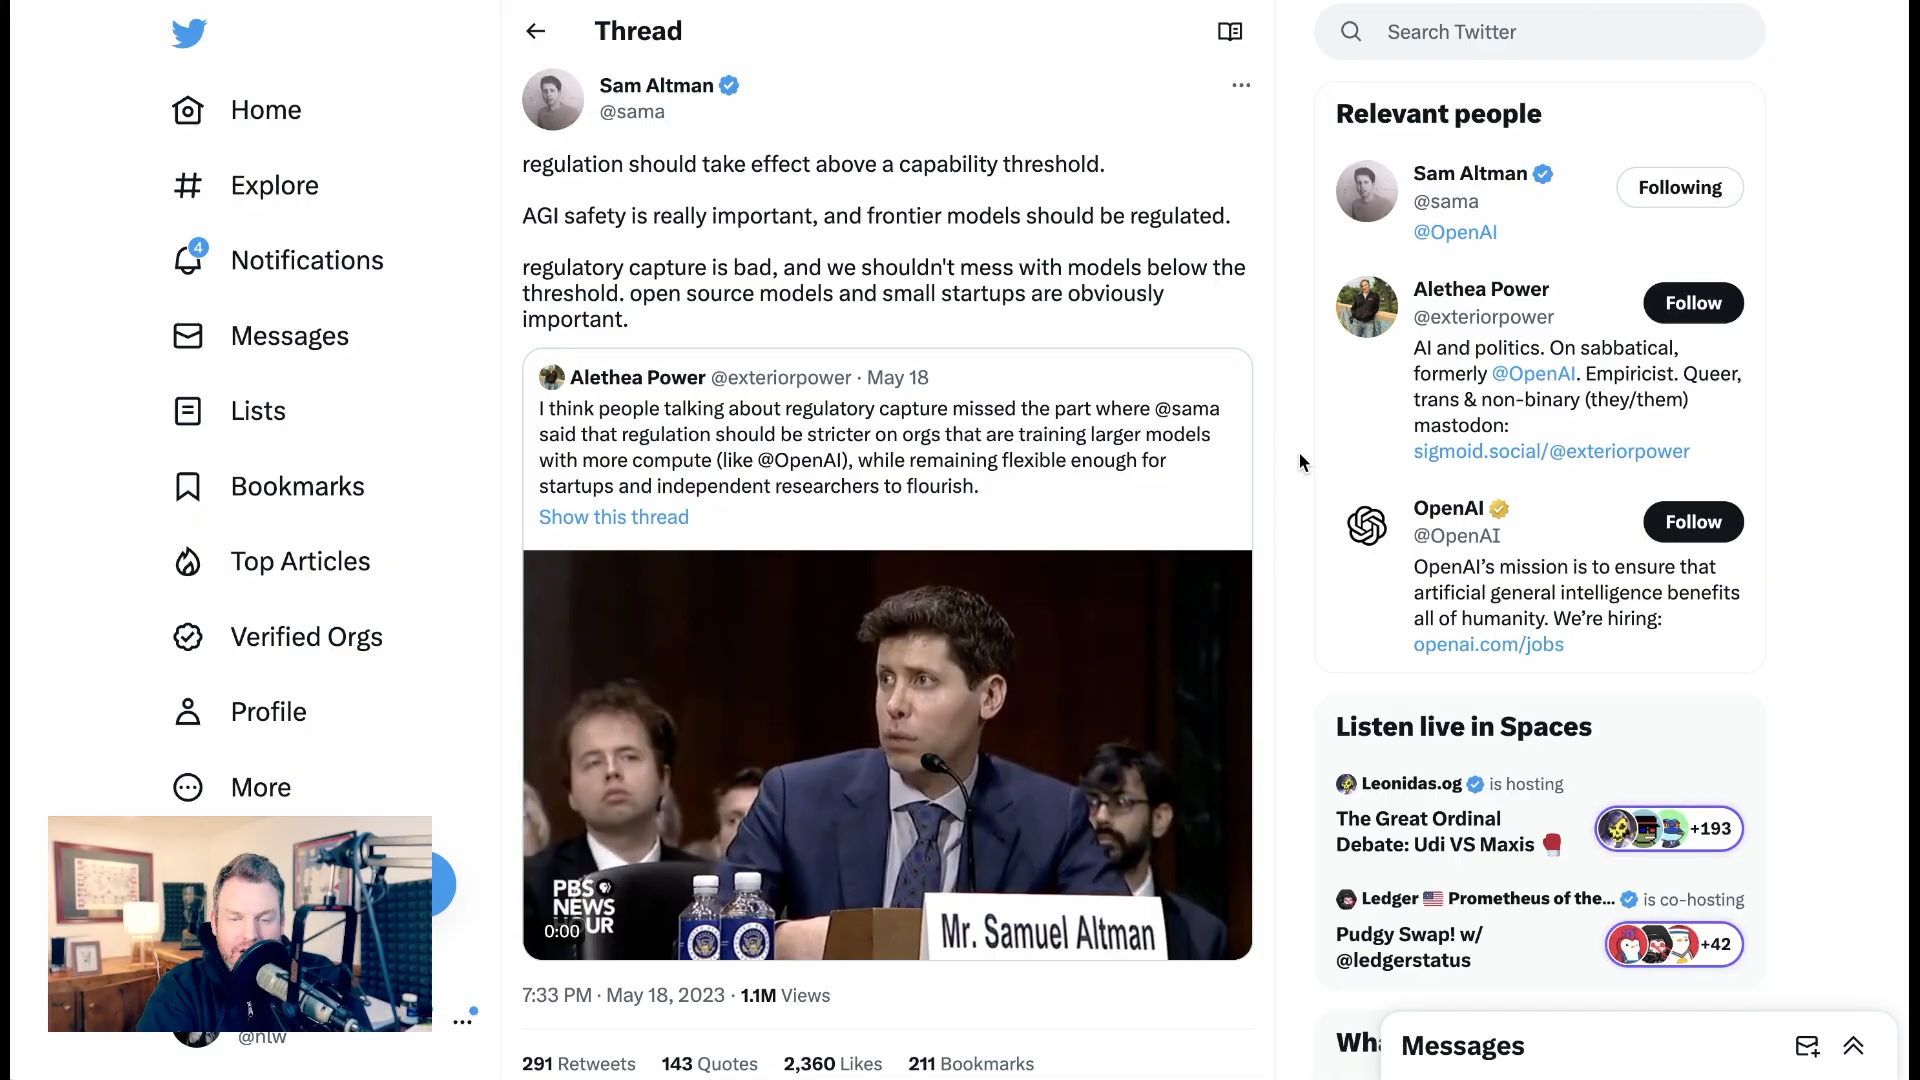 Home
Explore
4
Notifications
Messages
Lists
Bookmarks
Top Articles
Verified Orgs
Profile
More
@nlw
Thread
Sam Altman
@sama
regulation should take effect above a capability threshold.
AGI safety is really important, and frontier models should be regulated.
regulatory capture is bad, and we shouldn't mess with models below the
threshold. open source models and small startups are obviously
important.
Alethea Power @exteriorpower · May 18
I think people talking about regulatory capture missed the part where @sama
said that regulation should be stricter on orgs that are training larger models
with more compute (like @OpenAI), while remaining flexible enough for
startups and independent researchers to flourish.
Show this thread
PBS
NEWS
HOUR
0:00
Mr. Samuel Altman
7:33 PM · May 18, 2023 · 1.1M Views
291 Retweets 143 Quotes 2,360 Likes 211 Bookmarks
Search Twitter
Relevant people
Sam Altman
@sama
Following
@OpenAI
Alethea Power
@exteriorpower
Follow
AI and politics. On sabbatical,
formerly @OpenAI. Empiricist. Queer,
trans & non-binary (they/them)
mastodon:
sigmoid.social/@exteriorpower
OpenAI
@OpenAI
Follow
OpenAI’s mission is to ensure that
artificial general intelligence benefits
all of humanity. We’re hiring:
openai.com/jobs
Listen live in Spaces
Leonidas.og is hosting
The Great Ordinal
Debate: Udi VS Maxis 🥊
+193
Ledger 🇺🇸 Prometheus of the... is co-hosting
Pudgy Swap! w/
@ledgerstatus
+42
Messages